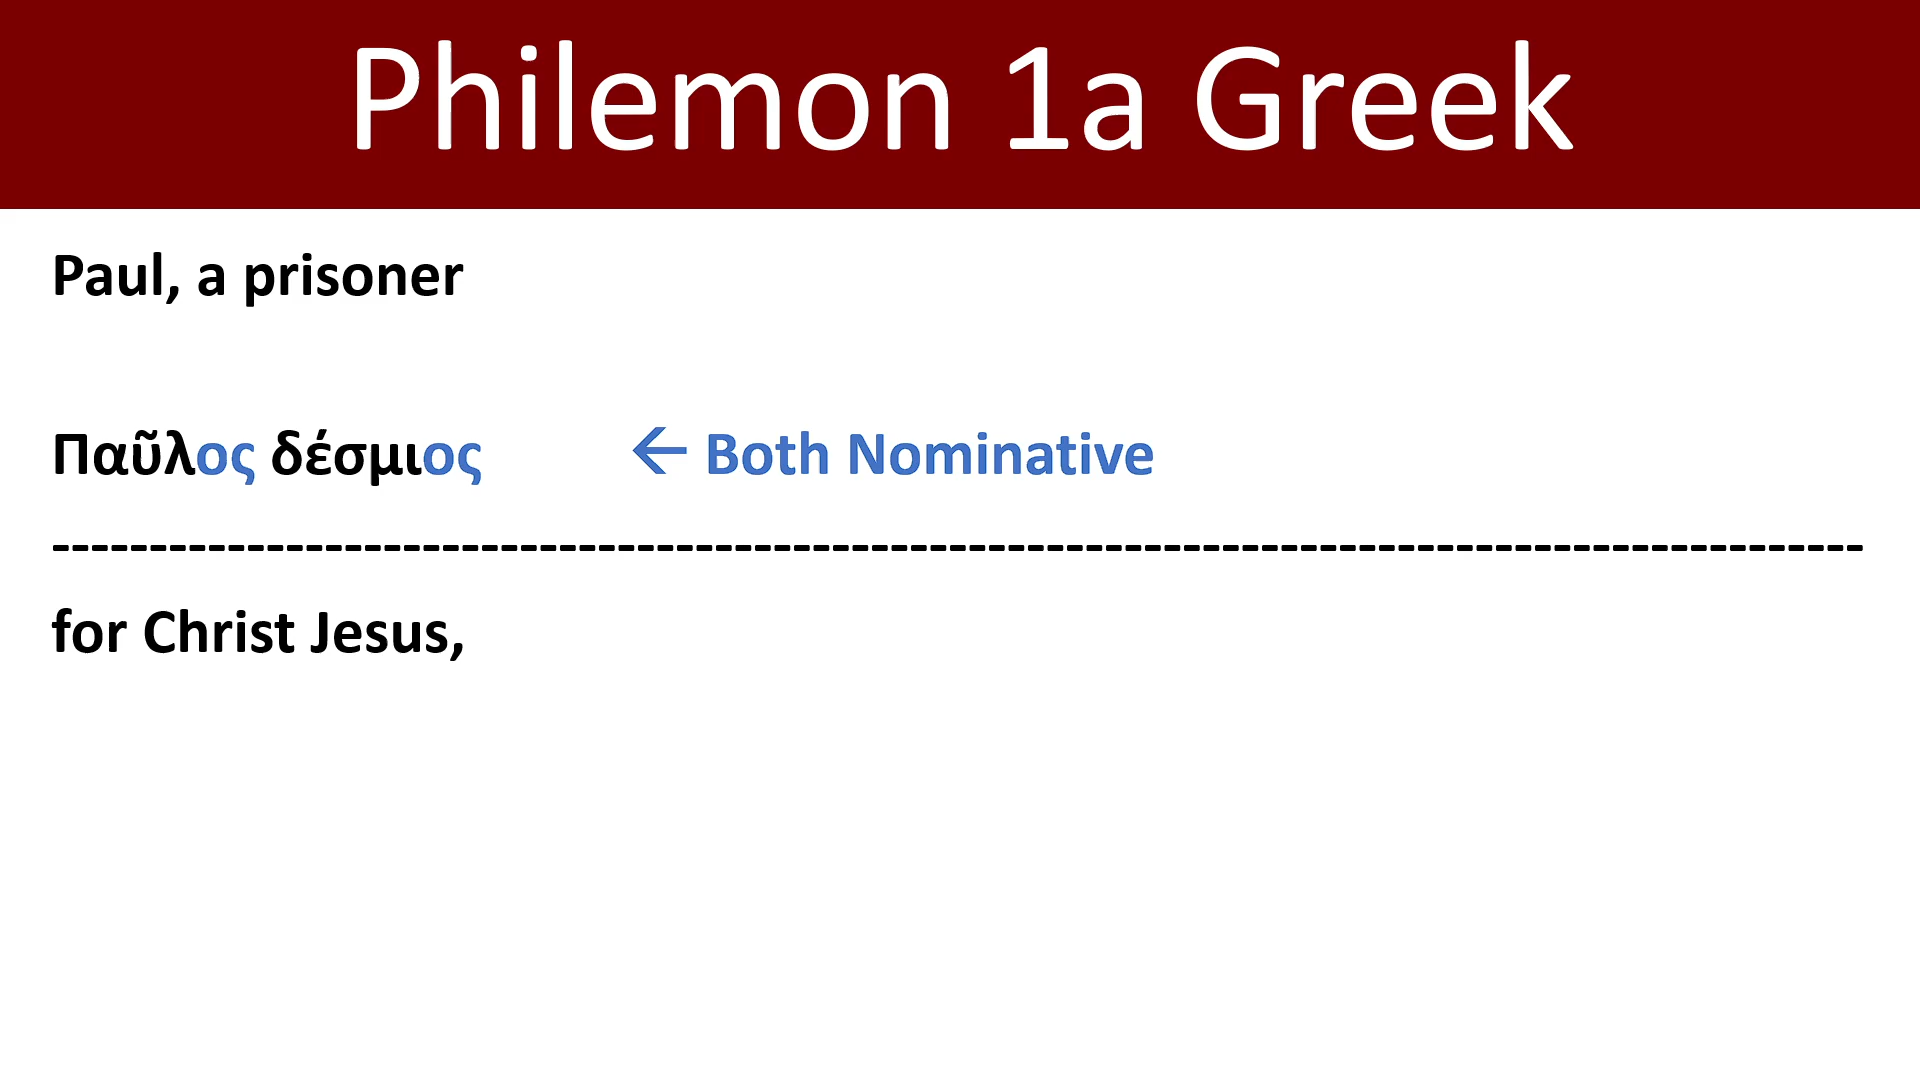 Philemon 1a Greek
Paul, a prisoner
Παῦλος δέσμιος ← Both Nominative
---------------------------------------------------------------------------------------------
for Christ Jesus,